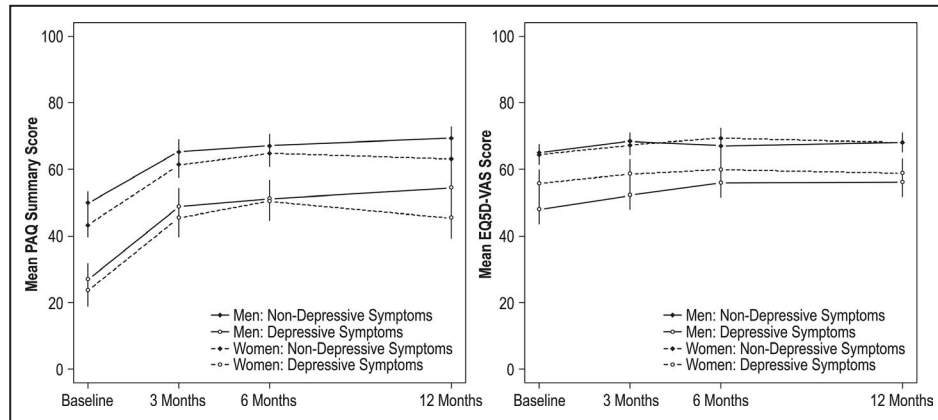 Mean PAQ Summary Score
100
80
60
40
20
0
Men: Non-Depressive Symptoms
Men: Depressive Symptoms
Women: Non-Depressive Symptoms
Women: Depressive Symptoms
Baseline 3 Months 6 Months 12 Months
Mean EQ5D-VAS Score
100
80
60
40
20
0
Men: Non-Depressive Symptoms
Men: Depressive Symptoms
Women: Non-Depressive Symptoms
Women: Depressive Symptoms
Baseline 3 Months 6 Months 12 Months